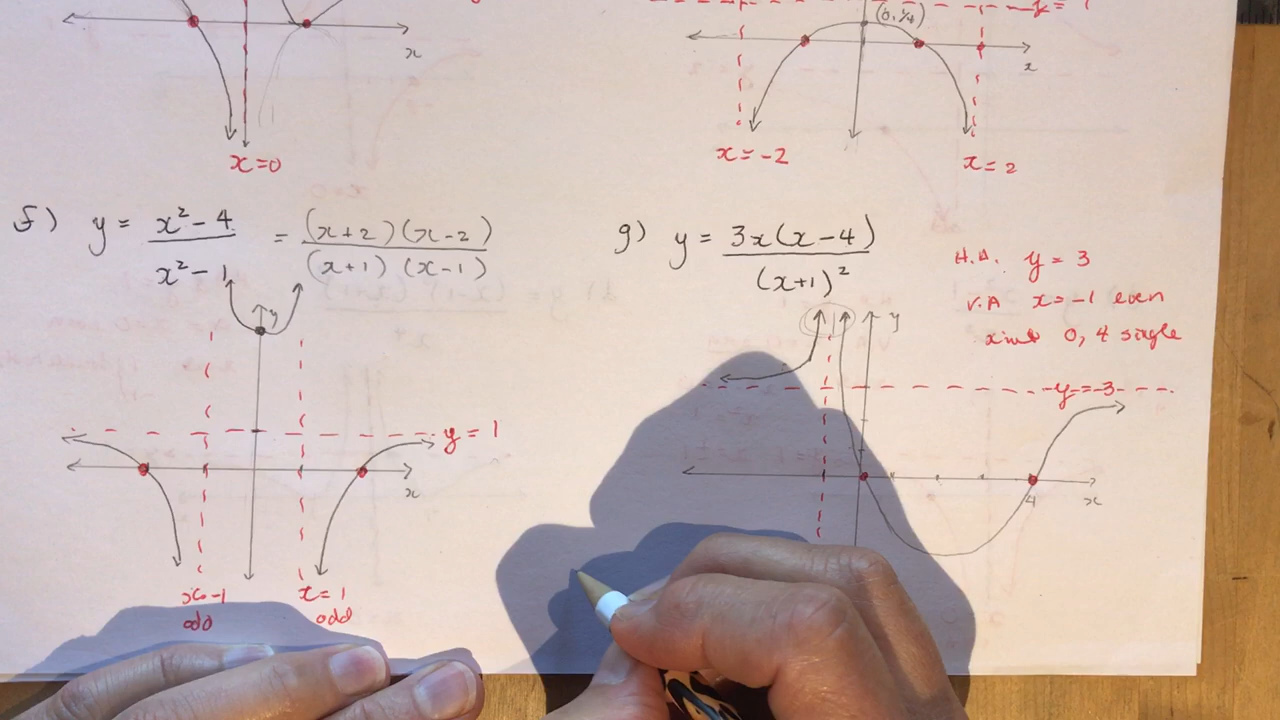 (0, 1/4)
x
x
x=0
x=-2
x=2
f) y = x²-4 / x²-1 = (x+2)(x-2) / (x+1)(x-1)
g) y = 3x(x-4) / (x+1)²
H.A. y = 3
V.A x=-1 even
xint 0, 4 single
y
y
y=3
y=1
x
4
x
x=-1
odd
x=1
odd